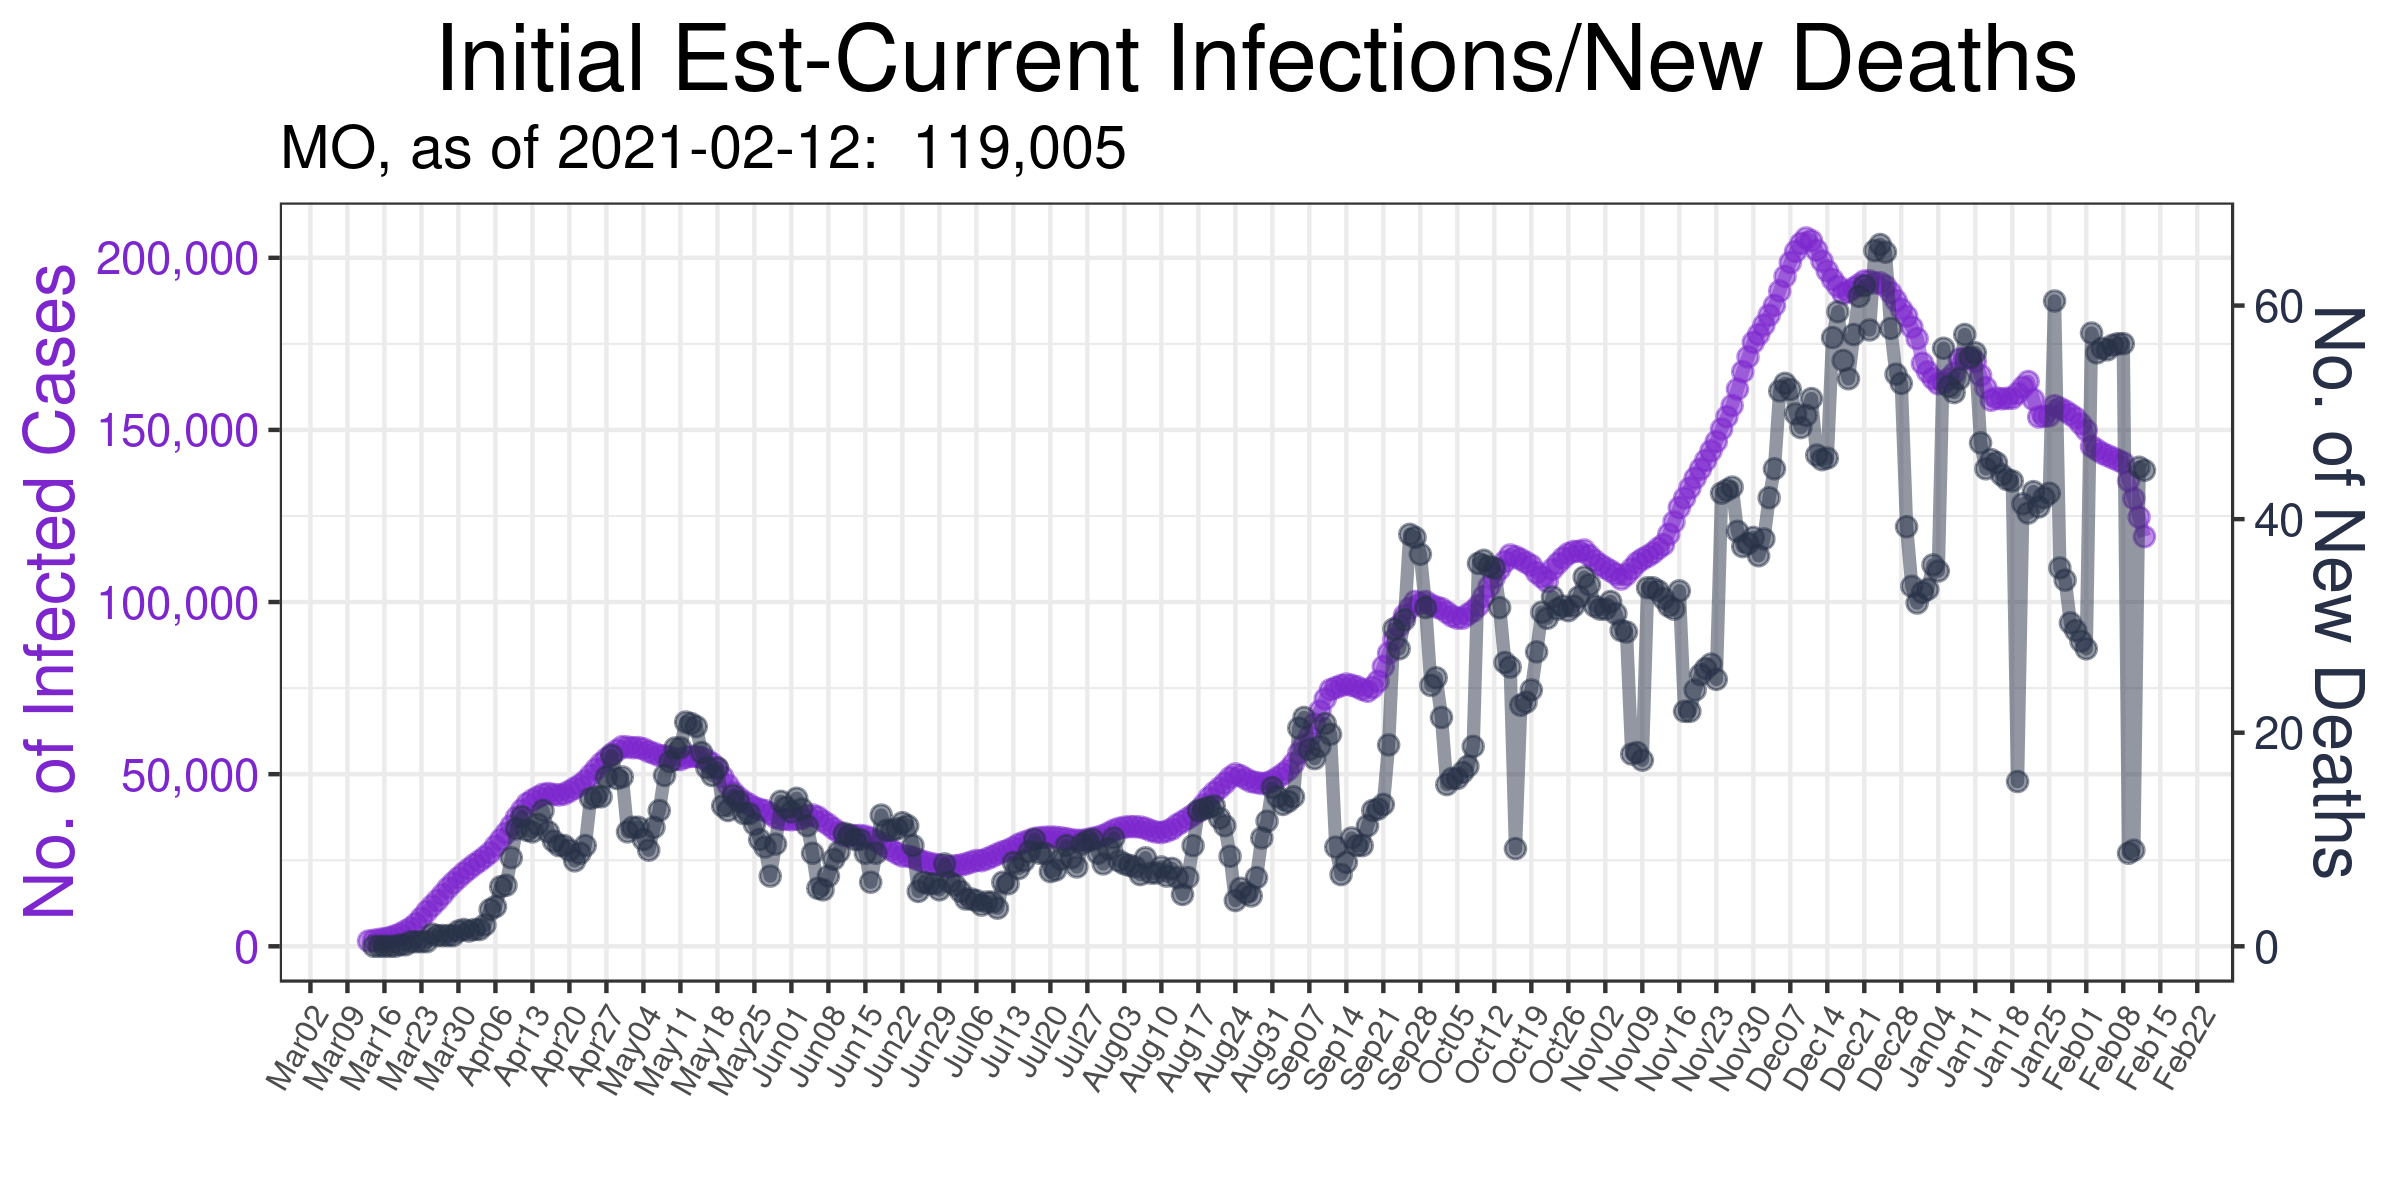 Initial Est-Current Infections/New Deaths
MO, as of 2021-02-12:  119,005
No. of Infected Cases
200,000
150,000
100,000
50,000
0
60
40
20
0
No. of New Deaths
Mar02
Mar09
Mar16
Mar23
Mar30
Apr06
Apr13
Apr20
Apr27
May04
May11
May18
May25
Jun01
Jun08
Jun15
Jun22
Jun29
Jul06
Jul13
Jul20
Jul27
Aug03
Aug10
Aug17
Aug24
Aug31
Sep07
Sep14
Sep21
Sep28
Oct05
Oct12
Oct19
Oct26
Nov02
Nov09
Nov16
Nov23
Nov30
Dec07
Dec14
Dec21
Dec28
Jan04
Jan11
Jan18
Jan25
Feb01
Feb08
Feb15
Feb22